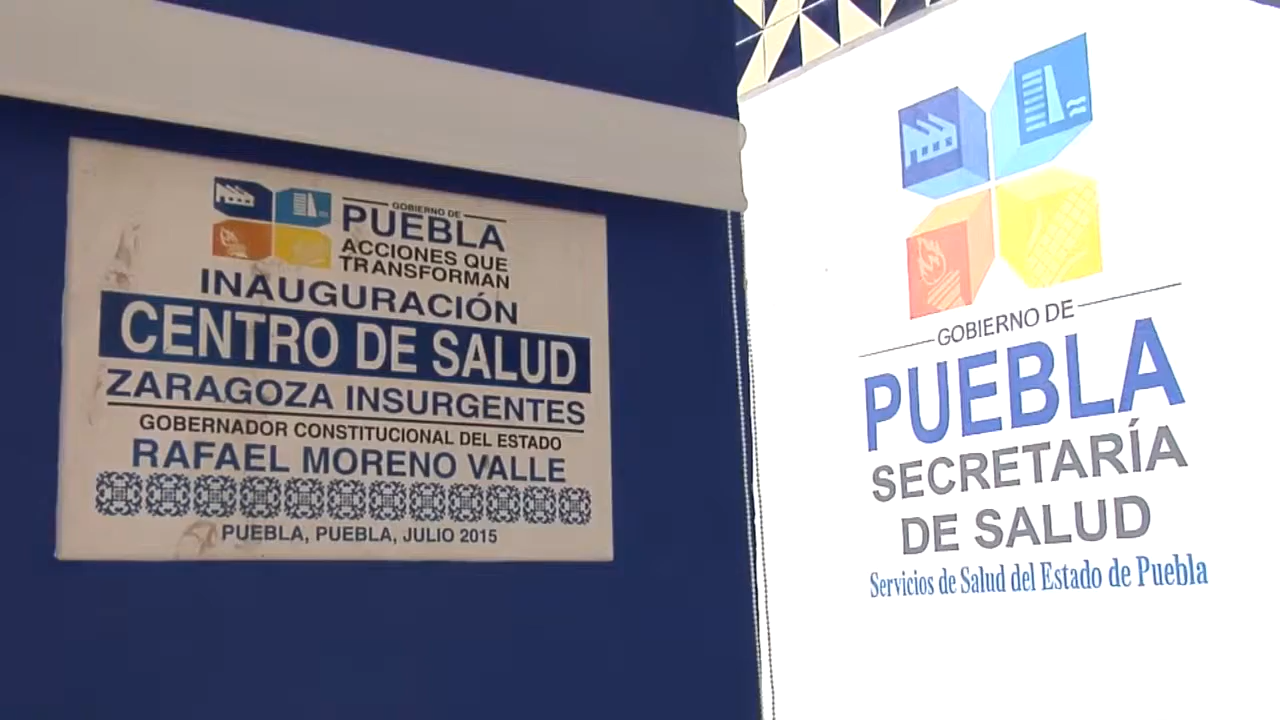 GOBIERNO DE
PUEBLA
ACCIONES QUE
TRANSFORMAN
INAUGURACIÓN
CENTRO DE SALUD
ZARAGOZA INSURGENTES
GOBERNADOR CONSTITUCIONAL DEL ESTADO
RAFAEL MORENO VALLE
PUEBLA, PUEBLA, JULIO 2015
GOBIERNO DE
PUEBLA
SECRETARÍA
DE SALUD
Servicios de Salud del Estado de Puebla